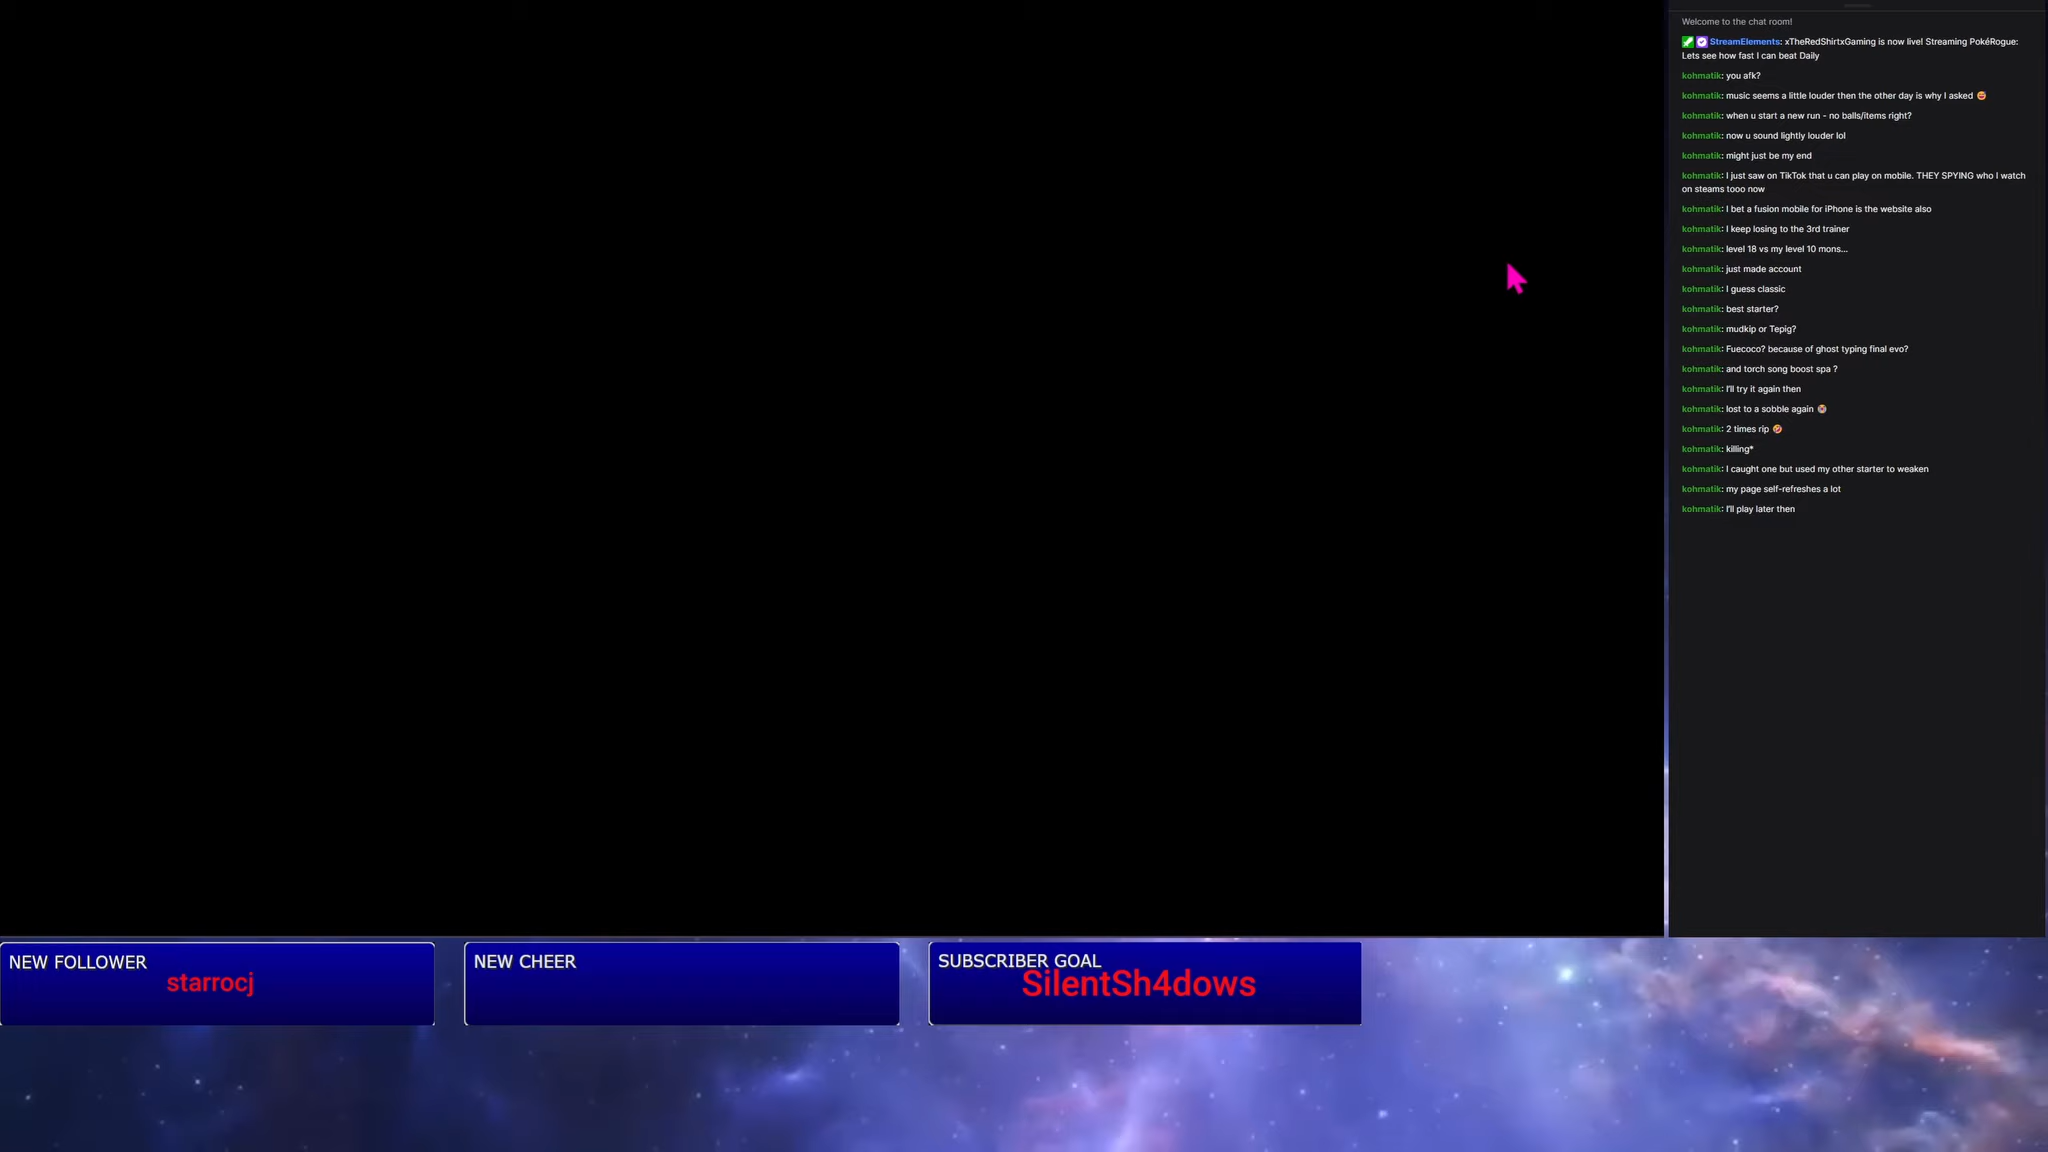 Welcome to the chat room!
StreamElements: xTheRedShirtxGaming is now live! Streaming PokéRogue:
Lets see how fast I can beat Daily
kohmatik: you afk?
kohmatik: music seems a little louder then the other day is why I asked 😅
kohmatik: when u start a new run - no balls/items right?
kohmatik: now u sound lightly louder lol
kohmatik: might just be my end
kohmatik: I just saw on TikTok that u can play on mobile. THEY SPYING who I watch
on steams tooo now
kohmatik: I bet a fusion mobile for iPhone is the website also
kohmatik: I keep losing to the 3rd trainer
kohmatik: level 18 vs my level 10 mons...
kohmatik: just made account
kohmatik: I guess classic
kohmatik: best starter?
kohmatik: mudkip or Tepig?
kohmatik: Fuecoco? because of ghost typing final evo?
kohmatik: and torch song boost spa ?
kohmatik: I'll try it again then
kohmatik: lost to a sobble again
kohmatik: 2 times rip 🤣
kohmatik: killing*
kohmatik: I caught one but used my other starter to weaken
kohmatik: my page self-refreshes a lot
kohmatik: I'll play later then
NEW FOLLOWER
starrocj
NEW CHEER
SUBSCRIBER GOAL
SilentSh4dows